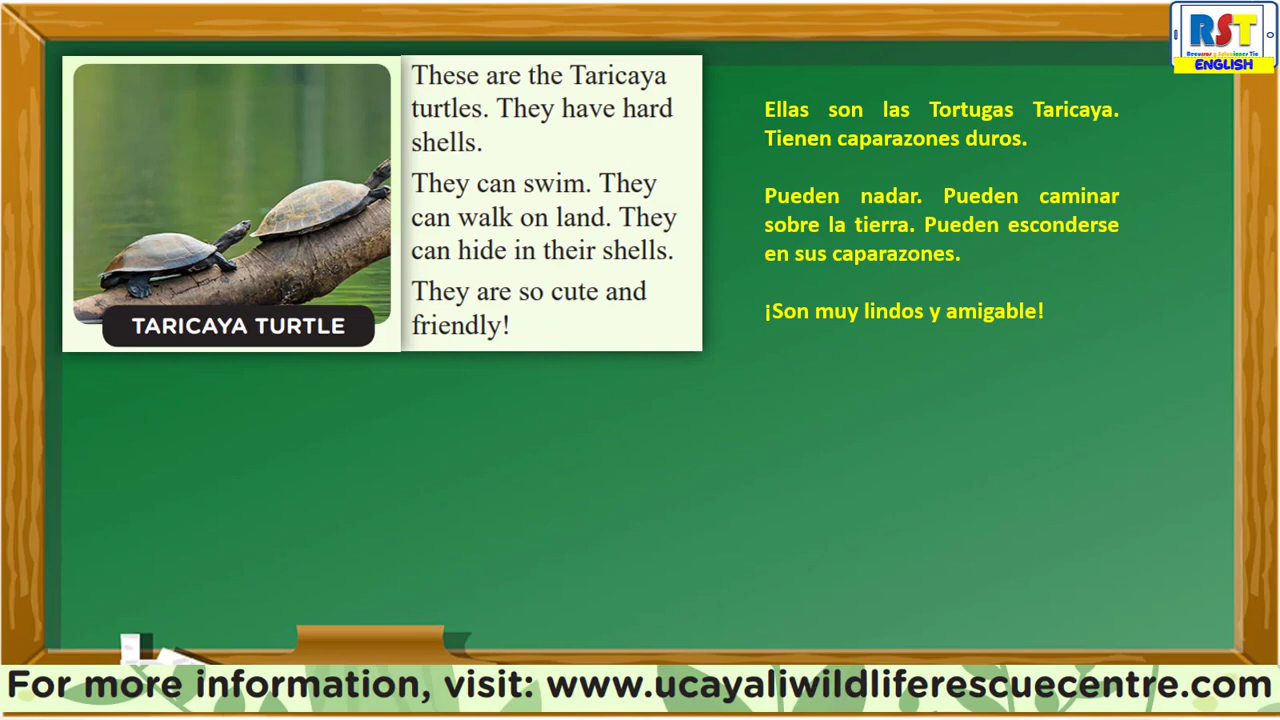 RST
Recursos y Soluciones Tic
ENGLISH
These are the Taricaya
turtles. They have hard
shells.
They can swim. They
can walk on land. They
can hide in their shells.
They are so cute and
friendly!
TARICAYA TURTLE
Ellas son las Tortugas Taricaya.
Tienen caparazones duros.
Pueden nadar. Pueden caminar
sobre la tierra. Pueden esconderse
en sus caparazones.
¡Son muy lindos y amigable!
For more information, visit: www.ucayaliwildliferescuecentre.com